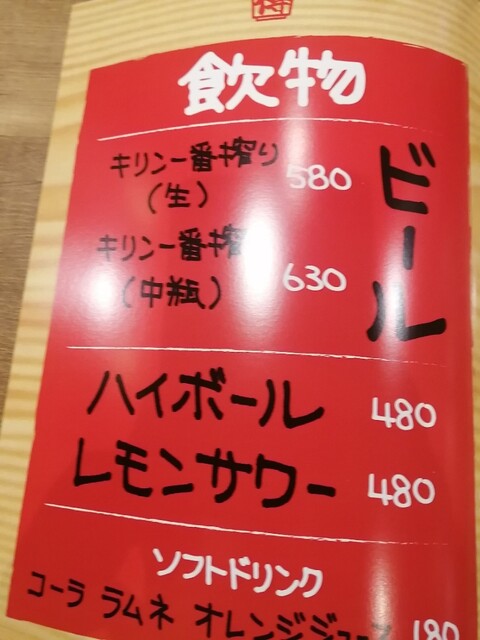 飲物
ビール
キリン一番搾り 580
(生)
キリン一番搾 630
(中瓶)
ハイボール 480
レモンサワー 480
ソフトドリンク
コーラ ラムネ オレンジジュース 180